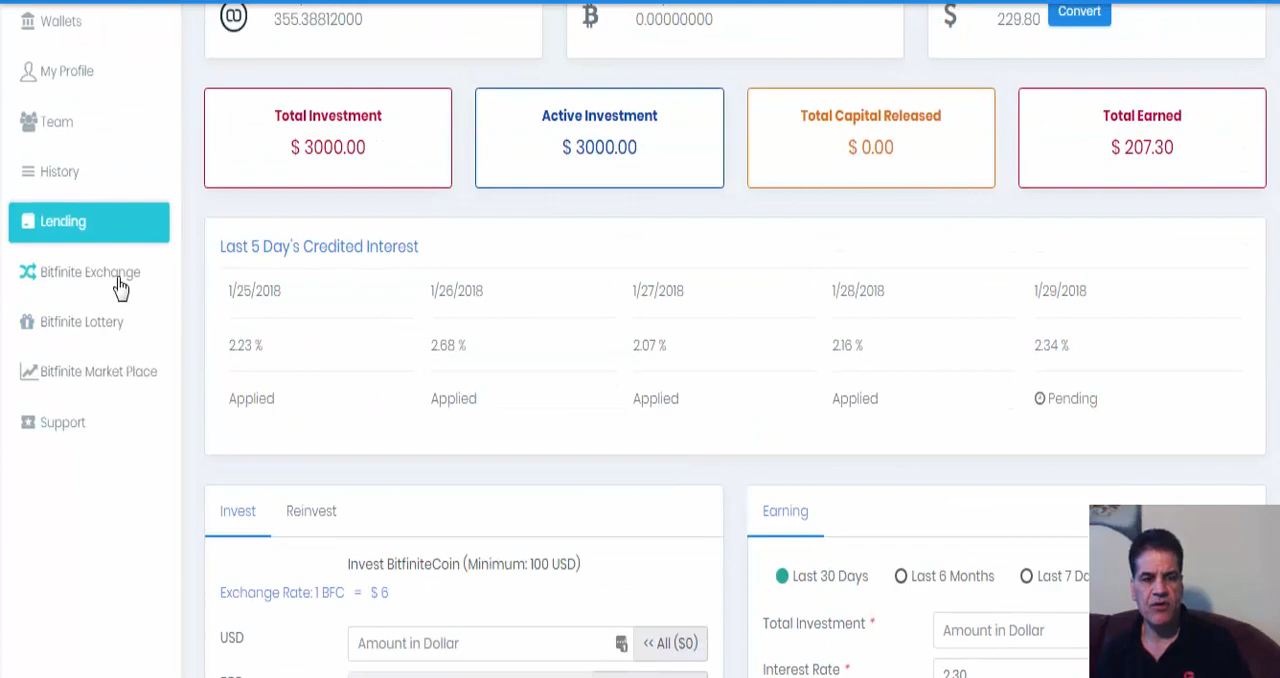 Wallets
355.38812000
0.00000000
229.80
Convert
My Profile
Team
History
Lending
Bitfinite Exchange
Bitfinite Lottery
Bitfinite Market Place
Support
Total Investment
$ 3000.00
Active Investment
$ 3000.00
Total Capital Released
$ 0.00
Total Earned
$ 207.30
Last 5 Day's Credited Interest
1/25/2018 1/26/2018 1/27/2018 1/28/2018 1/29/2018
2.23 % 2.68 % 2.07 % 2.16 % 2.34 %
Applied Applied Applied Applied Pending
Invest Reinvest
Invest BitfiniteCoin (Minimum: 100 USD)
Exchange Rate: 1 BFC = $ 6
USD Amount in Dollar << All ($0)
Earning
Last 30 Days Last 6 Months Last 7 Da
Total Investment * Amount in Dollar
Interest Rate * 2.30